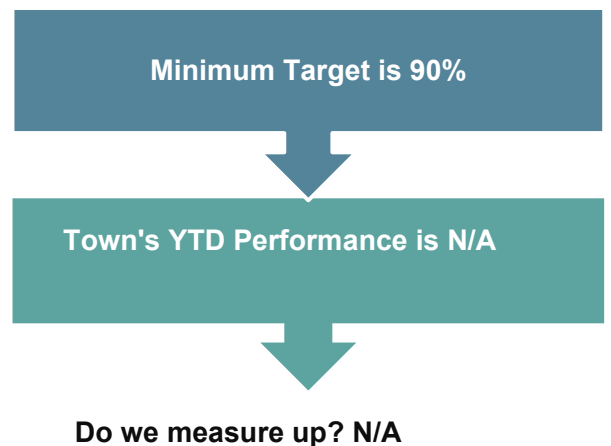 Minimum Target is 90%
Town's YTD Performance is N/A
Do we measure up? N/A